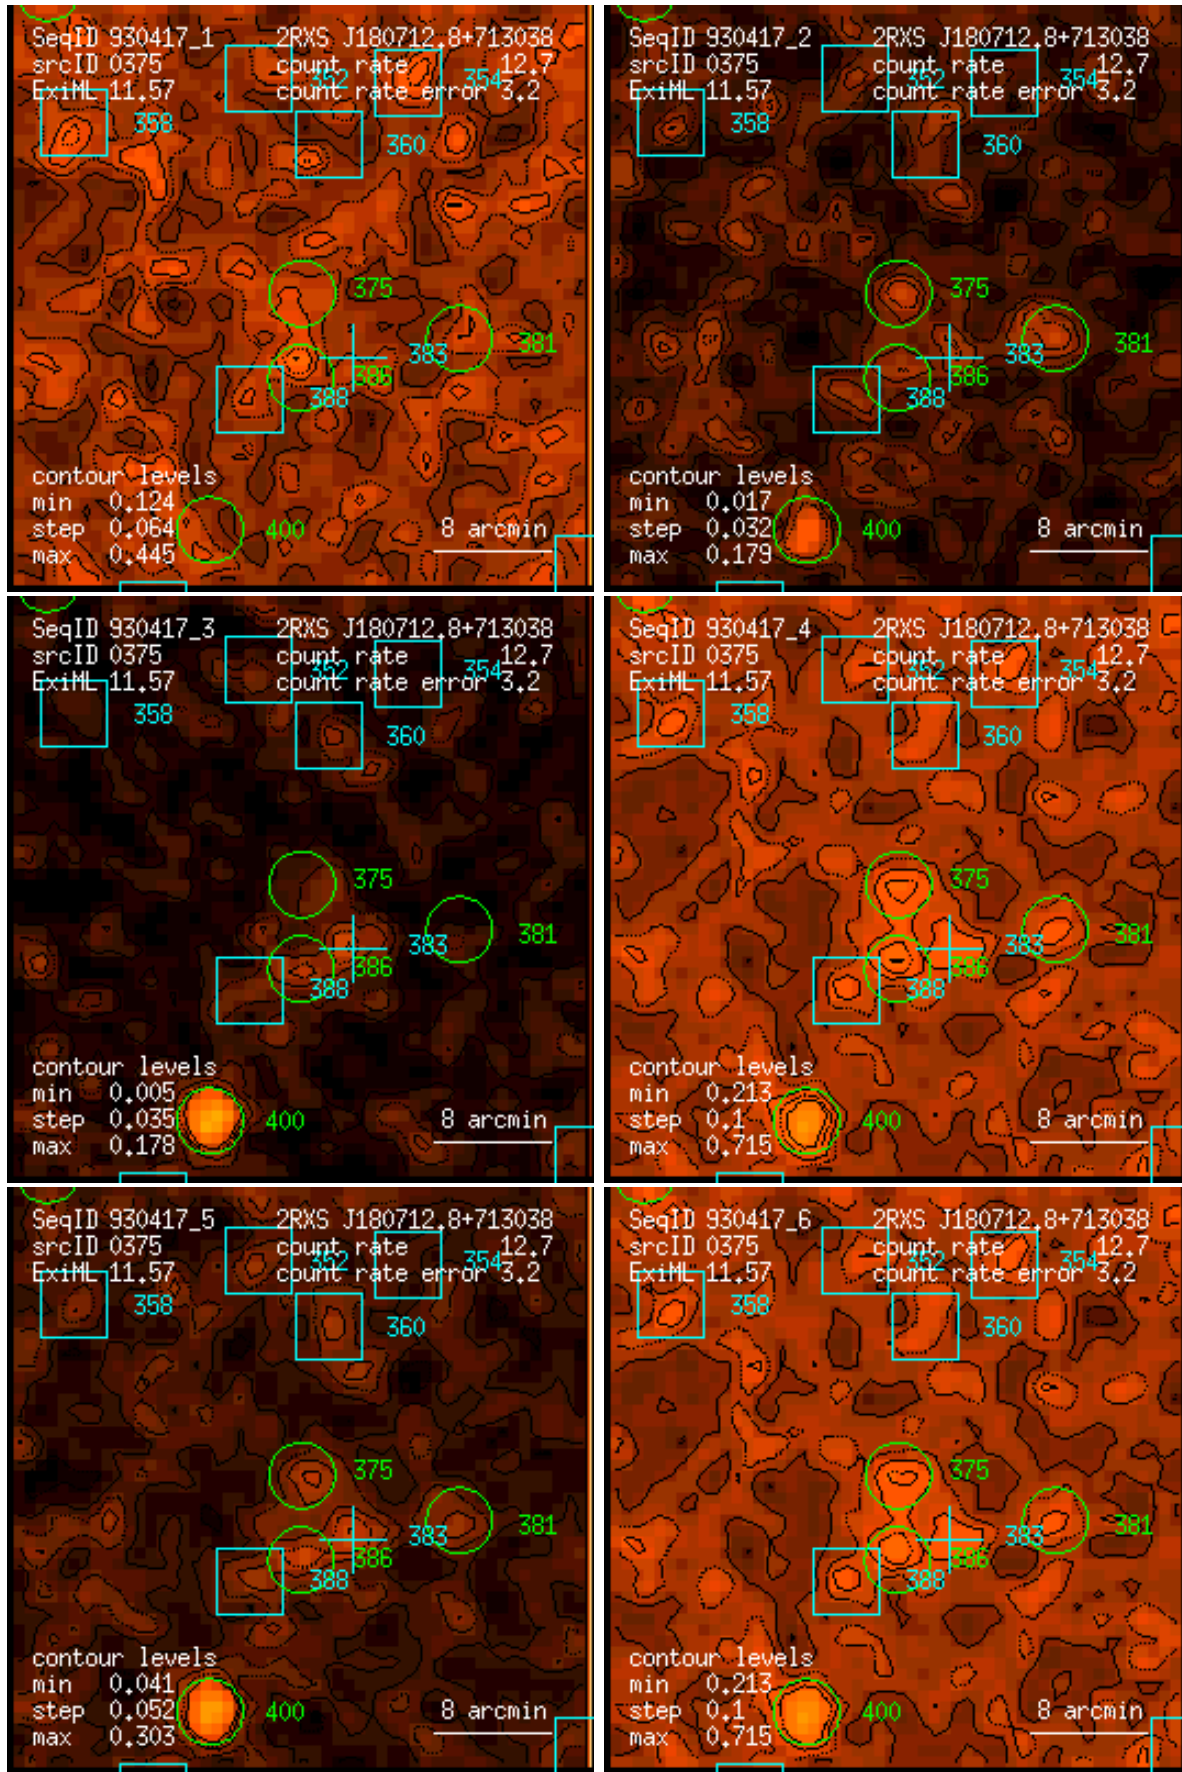 SeqID 930417_1 2RXS J180712.8+713038
srcID 0375 count rate 12.7
ExiML 11.57 count rate error 3.2
352
354
358
360
375
381
383
386
388
contour levels
min 0.124
step 0.064
max 0.445
400
8 arcmin
SeqID 930417_2 2RXS J180712.8+713038
srcID 0375 count rate 12.7
ExiML 11.57 count rate error 3.2
352
354
358
360
375
381
383
386
388
contour levels
min 0.017
step 0.032
max 0.179
400
8 arcmin
SeqID 930417_3 2RXS J180712.8+713038
srcID 0375 count rate 12.7
ExiML 11.57 count rate error 3.2
352
354
358
360
375
381
383
386
388
contour levels
min 0.005
step 0.035
max 0.178
400
8 arcmin
SeqID 930417_4 2RXS J180712.8+713038
srcID 0375 count rate 12.7
ExiML 11.57 count rate error 3.2
352
354
358
360
375
381
383
386
388
contour levels
min 0.213
step 0.1
max 0.715
400
8 arcmin
SeqID 930417_5 2RXS J180712.8+713038
srcID 0375 count rate 12.7
ExiML 11.57 count rate error 3.2
352
354
358
360
375
381
383
386
388
contour levels
min 0.041
step 0.052
max 0.303
400
8 arcmin
SeqID 930417_6 2RXS J180712.8+713038
srcID 0375 count rate 12.7
ExiML 11.57 count rate error 3.2
352
354
358
360
375
381
383
386
388
contour levels
min 0.213
step 0.1
max 0.715
400
8 arcmin